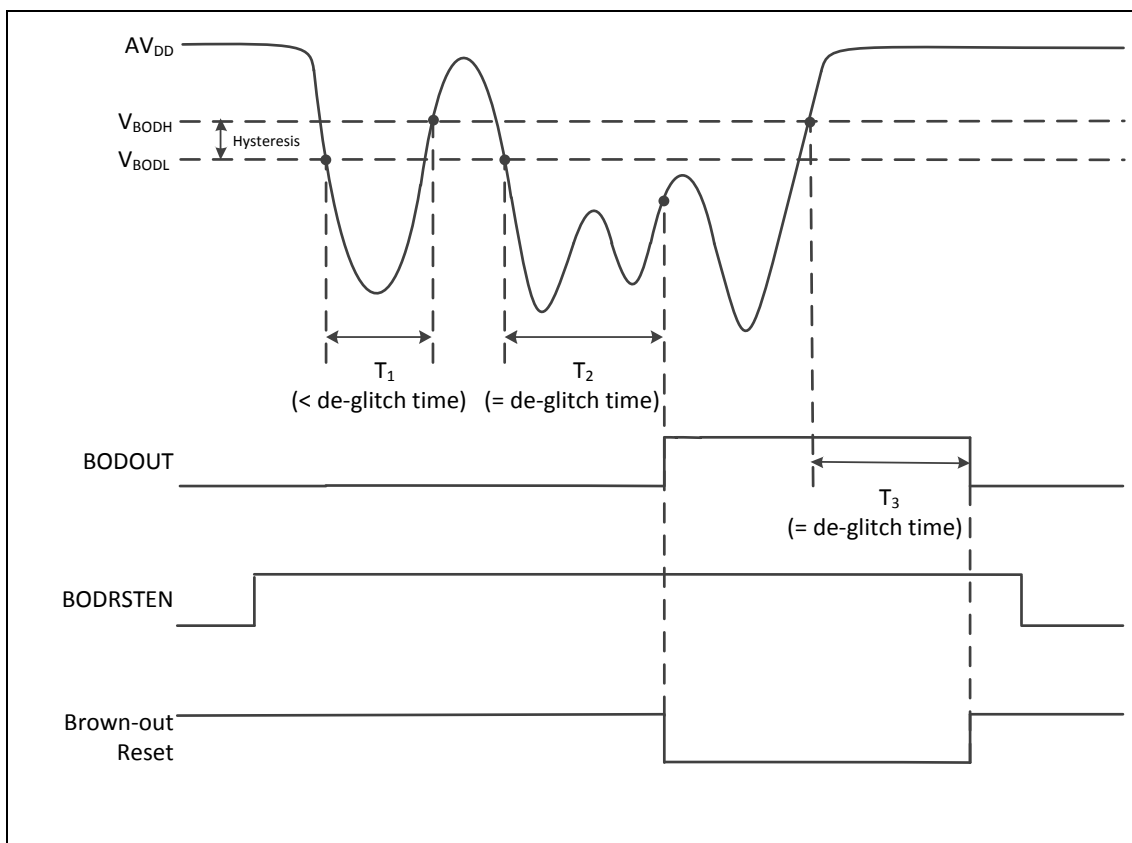 AVDD
VBODH
Hysteresis
VBODL
T1
(< de-glitch time)
T2
(= de-glitch time)
BODOUT
T3
(= de-glitch time)
BODRSTEN
Brown-out
Reset